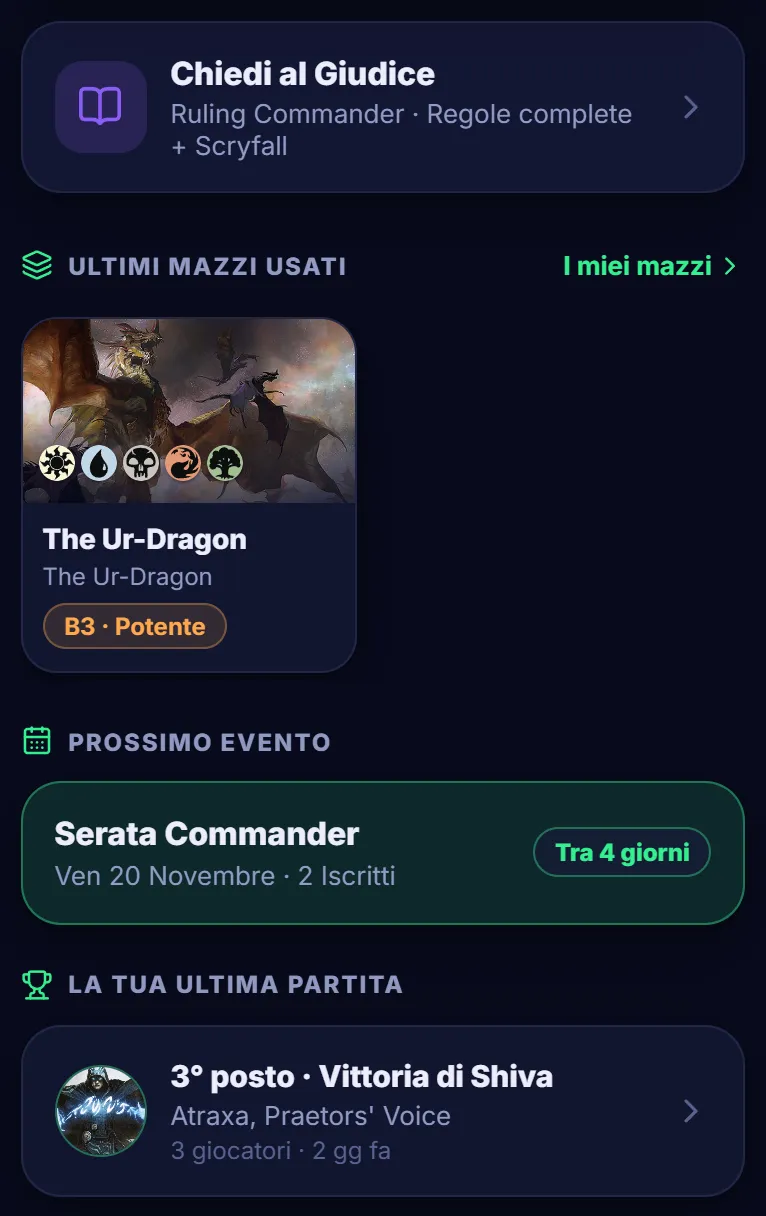 Chiedi al Giudice
Ruling Commander · Regole complete
+ Scryfall
ULTIMI MAZZI USATI
I miei mazzi
The Ur-Dragon
The Ur-Dragon
B3 · Potente
PROSSIMO EVENTO
Serata Commander
Ven 20 Novembre · 2 Iscritti
Tra 4 giorni
LA TUA ULTIMA PARTITA
3° posto · Vittoria di Shiva
Atraxa, Praetors' Voice
3 giocatori · 2 gg fa